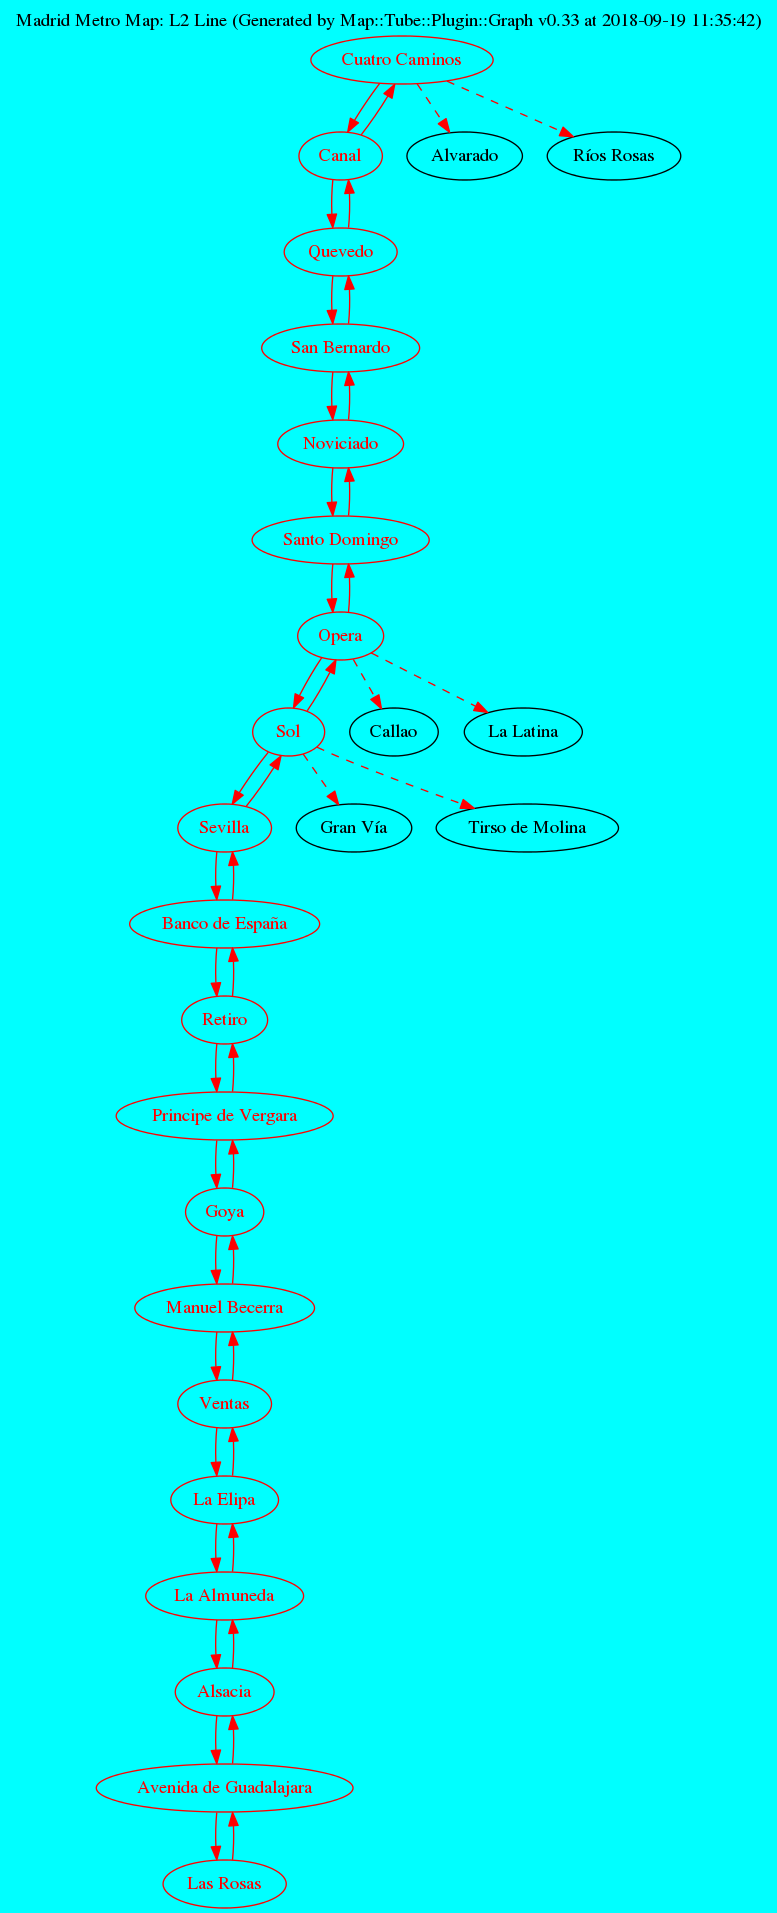 Madrid Metro Map: L2 Line (Generated by Map::Tube::Plugin::Graph v0.33 at 2018-09-19 11:35:42)
Cuatro Caminos
Canal
Alvarado
Ríos Rosas
Quevedo
San Bernardo
Noviciado
Santo Domingo
Opera
Sol
Callao
La Latina
Sevilla
Gran Vía
Tirso de Molina
Banco de España
Retiro
Principe de Vergara
Goya
Manuel Becerra
Ventas
La Elipa
La Almuneda
Alsacia
Avenida de Guadalajara
Las Rosas